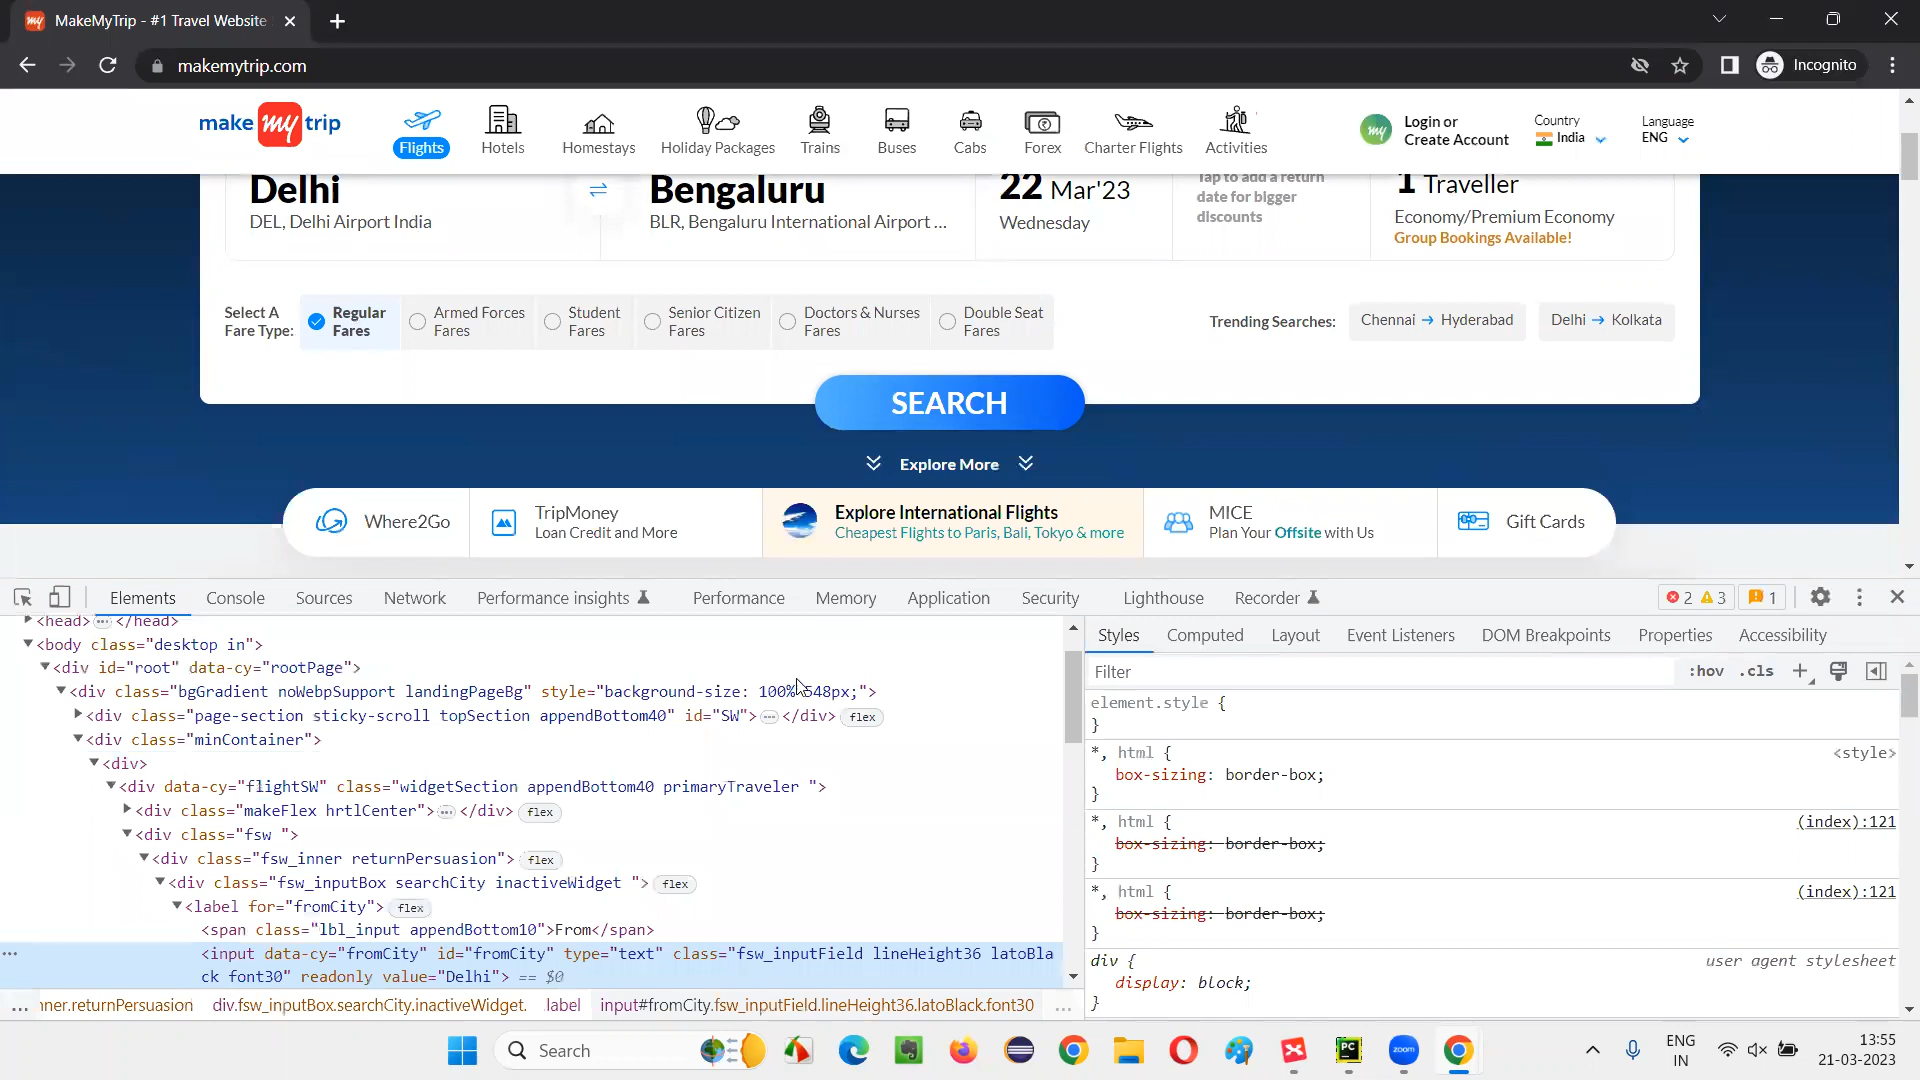 MakeMyTrip - #1 Travel Website
makemytrip.com
Incognito
make my trip
Flights
Hotels
Homestays
Holiday Packages
Trains
Buses
Cabs
Forex
Charter Flights
Activities
my
Login or
Create Account
Country
India
Language
ENG
Delhi
DEL, Delhi Airport India
Bengaluru
BLR, Bengaluru International Airport ...
22 Mar'23
Wednesday
Tap to add a return
date for bigger
discounts
1 Traveller
Economy/Premium Economy
Group Bookings Available!
Select A
Fare Type:
Regular
Fares
Armed Forces
Fares
Student
Fares
Senior Citizen
Fares
Doctors & Nurses
Fares
Double Seat
Fares
Trending Searches:
Chennai → Hyderabad
Delhi → Kolkata
SEARCH
Explore More
Where2Go
TripMoney
Loan Credit and More
Explore International Flights
Cheapest Flights to Paris, Bali, Tokyo & more
MICE
Plan Your Offsite with Us
Gift Cards
Elements
Console
Sources
Network
Performance insights
Performance
Memory
Application
Security
Lighthouse
Recorder
2
3
1
<head> ... </head>
<body class="desktop in">
<div id="root" data-cy="rootPage">
<div class="bgGradient noWebpSupport landingPageBg" style="background-size: 100% 548px;">
<div class="page-section sticky-scroll topSection appendBottom40" id="SW"> ... </div> flex
<div class="minContainer">
<div>
<div data-cy="flightSW" class="widgetSection appendBottom40 primaryTraveler ">
<div class="makeFlex hrtlCenter"> ... </div> flex
<div class="fsw ">
<div class="fsw_inner returnPersuasion"> flex
<div class="fsw_inputBox searchCity inactiveWidget "> flex
<label for="fromCity"> flex
<span class="lbl_input appendBottom10">From</span>
... <input data-cy="fromCity" id="fromCity" type="text" class="fsw_inputField lineHeight36 latoBla
ck font30" readonly value="Delhi"> == $0
... nner.returnPersuasion div.fsw_inputBox.searchCity.inactiveWidget. label input#fromCity.fsw_inputField.lineHeight36.latoBlack.font30 ...
Styles
Computed
Layout
Event Listeners
DOM Breakpoints
Properties
Accessibility
Filter
:hov .cls +
element.style {
}
*, html { <style>
box-sizing: border-box;
}
*, html { (index):121
box-sizing: border-box;
}
*, html { (index):121
box-sizing: border-box;
}
div { user agent stylesheet
display: block;
}
Search
PC
zoom
ENG
IN
13:55
21-03-2023